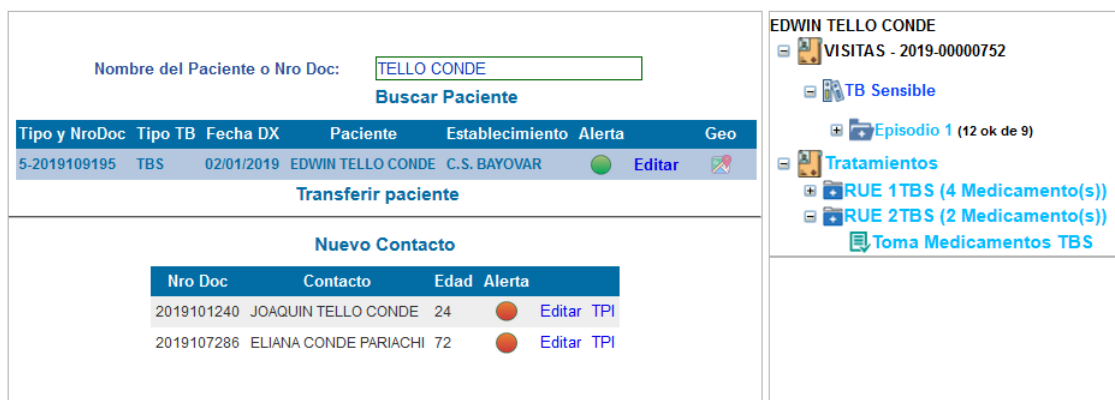 Nombre del Paciente o Nro Doc: TELLO CONDE
Buscar Paciente
Tipo y NroDoc Tipo TB Fecha DX Paciente Establecimiento Alerta Geo
5-2019109195 TBS 02/01/2019 EDWIN TELLO CONDE C.S. BAYOVAR Editar
Transferir paciente
Nuevo Contacto
Nro Doc Contacto Edad Alerta
2019101240 JOAQUIN TELLO CONDE 24 Editar TPI
2019107286 ELIANA CONDE PARIACHI 72 Editar TPI
EDWIN TELLO CONDE
VISITAS - 2019-00000752
TB Sensible
Episodio 1 (12 ok de 9)
Tratamientos
RUE 1TBS (4 Medicamento(s))
RUE 2TBS (2 Medicamento(s))
Toma Medicamentos TBS